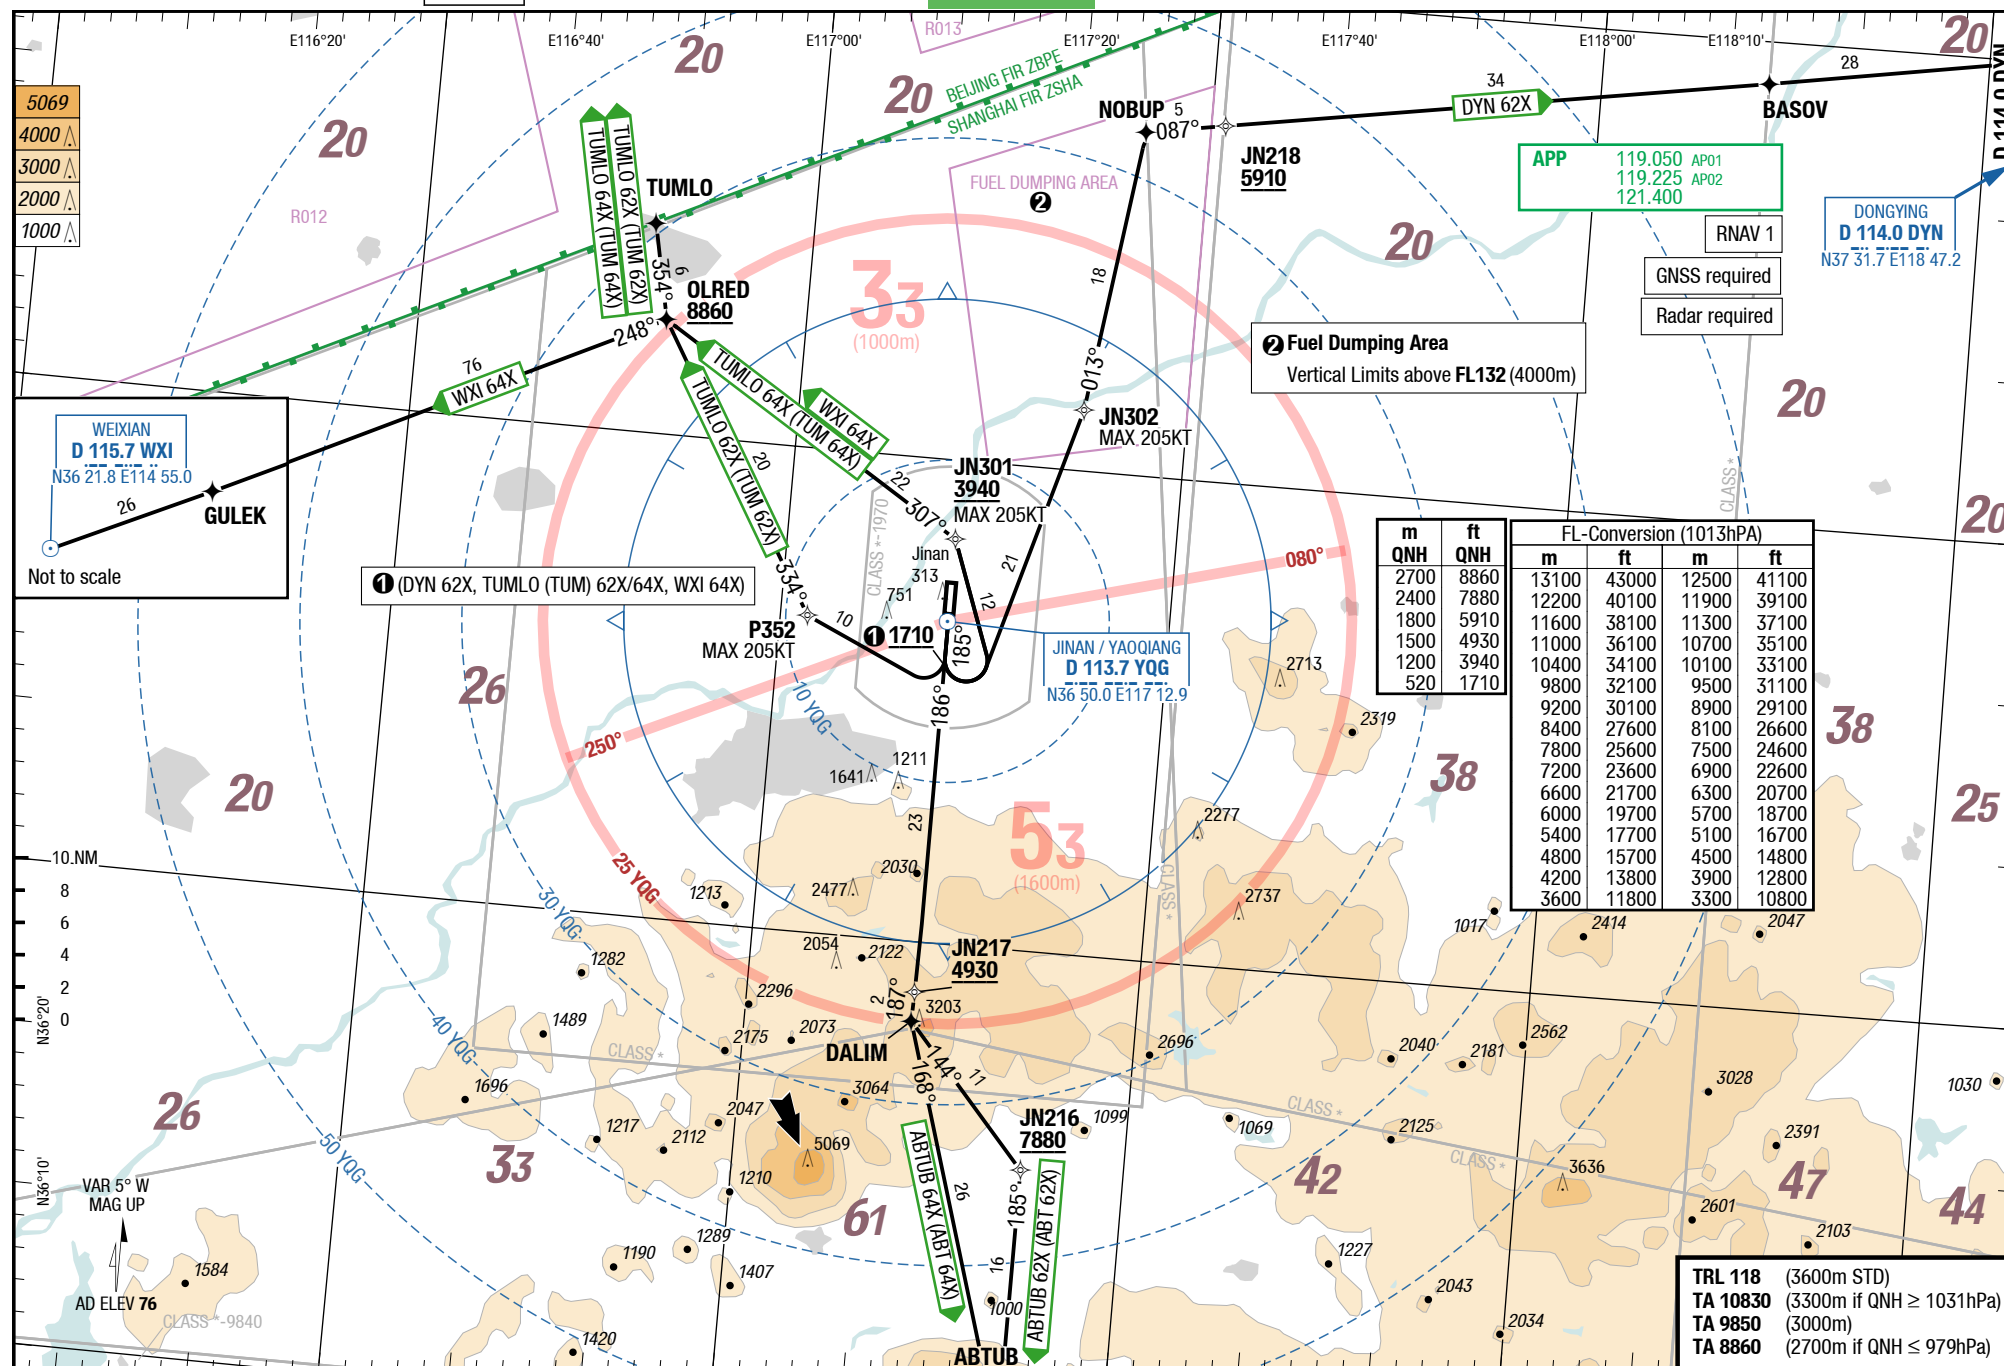 E116°20'
E116°40'
E117°00'
E117°20'
E117°40'
E118°00'
E118°10'
R013
20
20
20
20
20
20
20
20
BEIJING FIR ZBPE
SHANGHAI FIR ZSHA
5069
4000
3000
2000
1000
R012
TUMLO 64X (TUM 64X)
TUMLO 62X (TUM 62X)
TUMLO
354°
6
OLRED
8860
248°
76
WXI 64X
NOBUP
5
087°
JN218
5910
34
DYN 62X
28
BASOV
D 114.0 DYN
APP 119.050 AP01
119.225 AP02
121.400
DONGYING
D 114.0 DYN
N37 31.7 E118 47.2
RNAV 1
GNSS required
Radar required
FUEL DUMPING AREA
2
33
(1000m)
18
013°
2 Fuel Dumping Area
Vertical Limits above FL132 (4000m)
JN302
MAX 205KT
WEIXIAN
D 115.7 WXI
N36 21.8 E114 55.0
26
GULEK
Not to scale
TUMLO 62X (TUM 62X)
20
TUMLO 64X (TUM 64X)
WXI 64X
22
307°
JN301
3940
MAX 205KT
CLASS *-1970
Jinan
313
751
21
12
080°
CLASS *
1 (DYN 62X, TUMLO (TUM) 62X/64X, WXI 64X)
334°
P352
MAX 205KT
10
1 1710
185°
JINAN / YAOQIANG
D 113.7 YQG
N36 50.0 E117 12.9
m ft
QNH QNH
2700 8860
2400 7880
1800 5910
1500 4930
1200 3940
520 1710
FL-Conversion (1013hPA)
m ft m ft
13100 43000 12500 41100
12200 40100 11900 39100
11600 38100 11300 37100
11000 36100 10700 35100
10400 34100 10100 33100
9800 32100 9500 31100
9200 30100 8900 29100
8400 27600 8100 26600
7800 25600 7500 24600
7200 23600 6900 22600
6600 21700 6300 20700
6000 19700 5700 18700
5400 17700 5100 16700
4800 15700 4500 14800
4200 13800 3900 12800
3600 11800 3300 10800
26
10 YQG
186°
250°
2713
2319
38
38
25
1641
1211
23
53
(1600m)
2277
CLASS *
10 NM
8
6
4
2
0
25 YQG
30 YQG
40 YQG
50 YQG
1213
2477
2030
2737
1017
2414
2047
2054
2122
JN217
4930
1282
2296
2
187°
3203
1489
2175
2073
DALIM
CLASS *
2696
2040
2181
2562
N36°20'
1696
3064
144°
11
168°
3028
1030
26
1217
2047
2112
5069
JN216
7880
1099
1069
CLASS *
2125
2391
33
N36°10'
1210
61
ABTUB 64X (ABT 64X)
26
185°
ABTUB 62X (ABT 62X)
42
CLASS *
3636
47
2601
44
2103
VAR 5° W
MAG UP
1584
1190
1289
1407
16
1000
1227
2043
2034
AD ELEV 76
CLASS *-9840
1420
ABTUB
TRL 118 (3600m STD)
TA 10830 (3300m if QNH ≥ 1031hPa)
TA 9850 (3000m)
TA 8860 (2700m if QNH ≤ 979hPa)